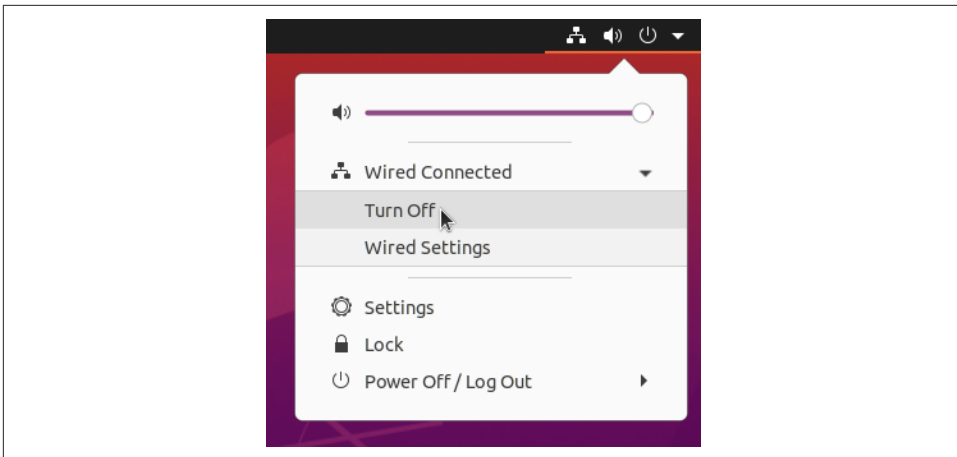 Wired Connected
Turn Off
Wired Settings
Settings
Lock
Power Off / Log Out